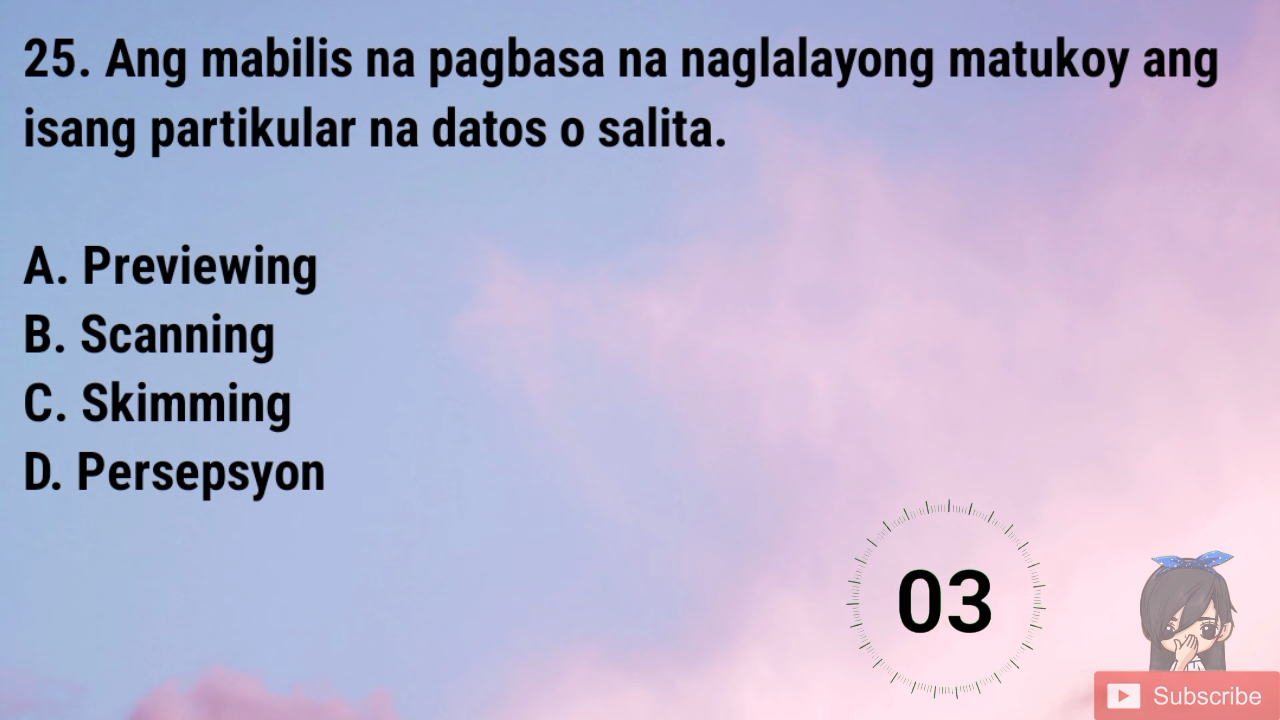 25. Ang mabilis na pagbasa na naglalayong matukoy ang
isang partikular na datos o salita.
A. Previewing
B. Scanning
C. Skimming
D. Persepsyon
03
Subscribe